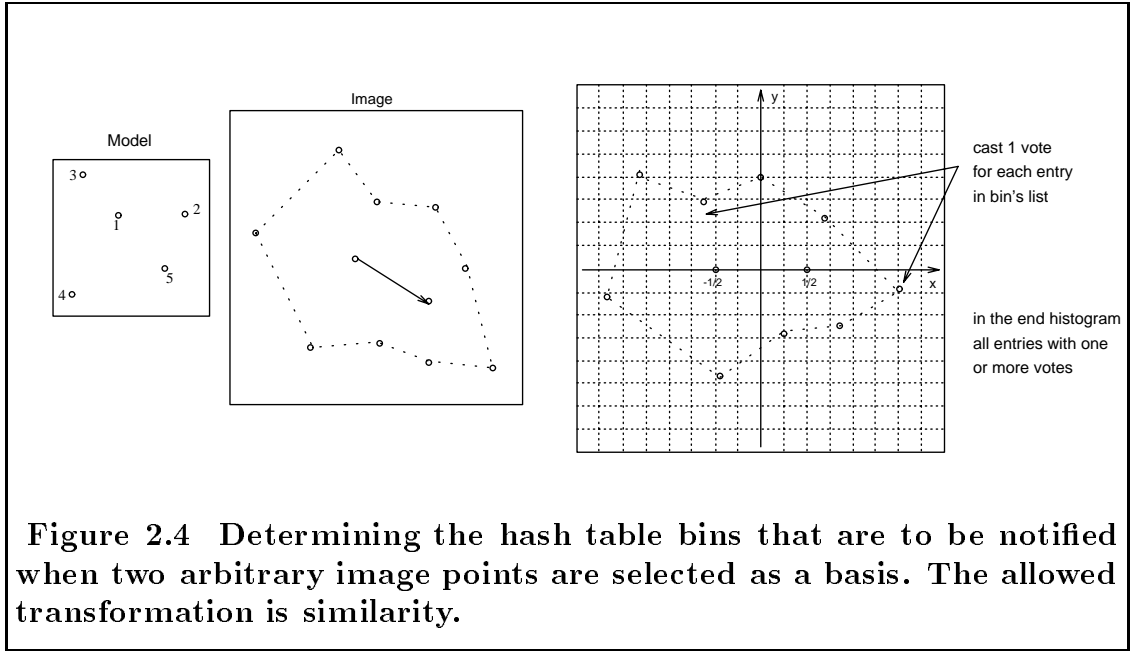 Model
3
2
1
5
4
Image
y
x
-1/2
1/2
cast 1 vote
for each entry
in bin's list
in the end histogram
all entries with one
or more votes
Figure 2.4 Determining the hash table bins that are to be notified
when two arbitrary image points are selected as a basis. The allowed
transformation is similarity.